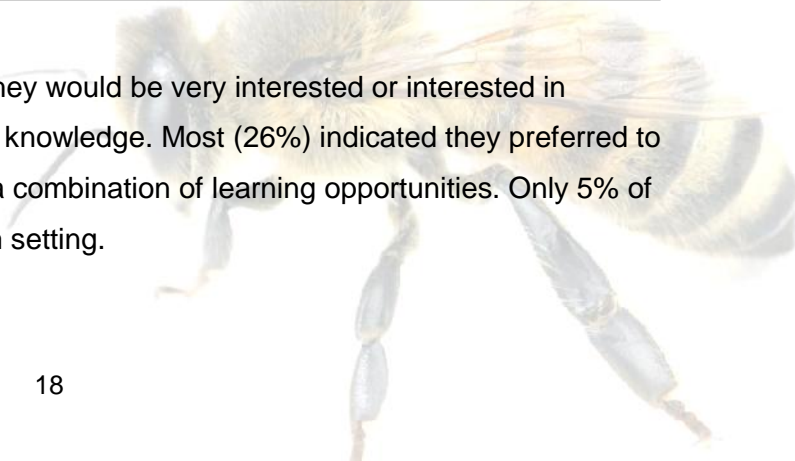 hey would be very interested or interested in
knowledge. Most (26%) indicated they preferred to
a combination of learning opportunities. Only 5% of
setting.
18